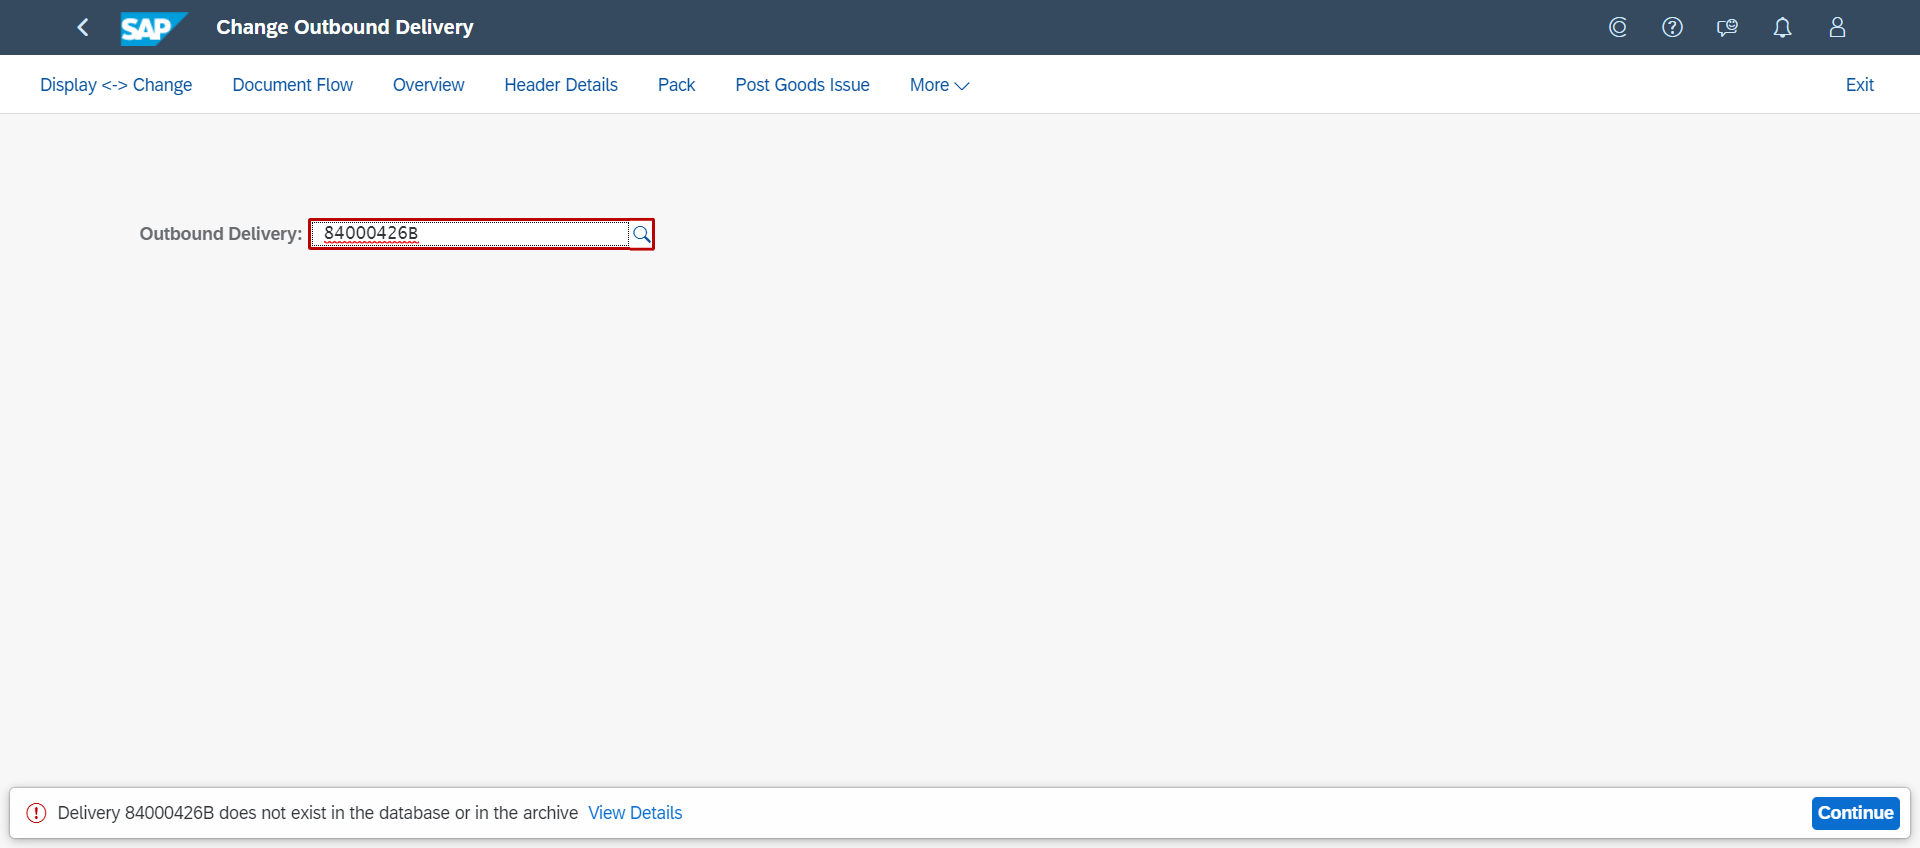 SAP Change Outbound Delivery
Display <-> Change Document Flow Overview Header Details Pack Post Goods Issue More Exit
Outbound Delivery: 84000426B
Delivery 84000426B does not exist in the database or in the archive View Details Continue